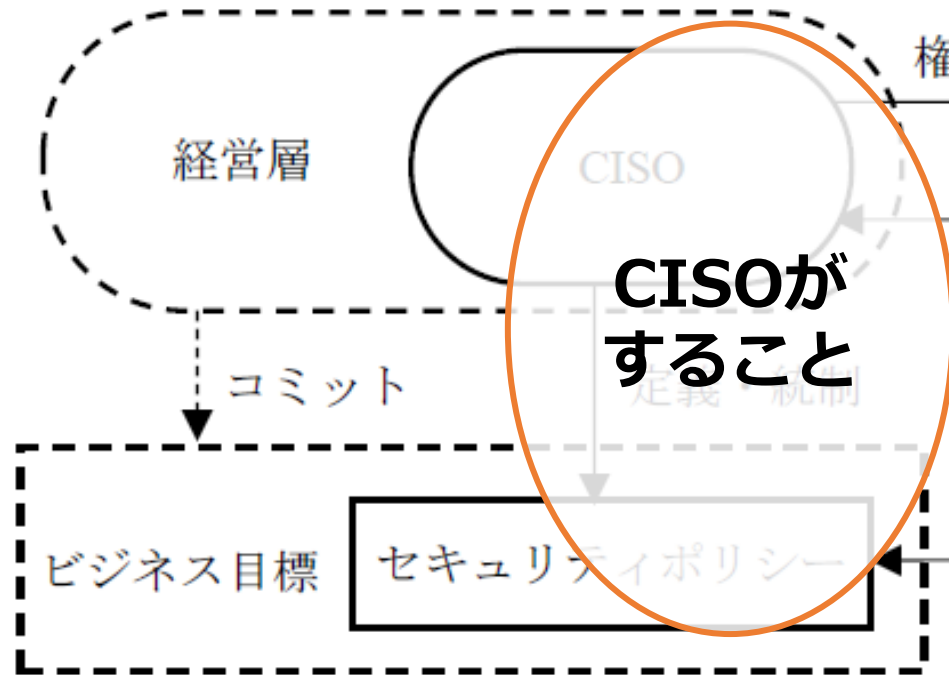 権
経営層
CISO
CISOが
すること
コミット
定義・統制
ビジネス目標
セキュリティポリシー